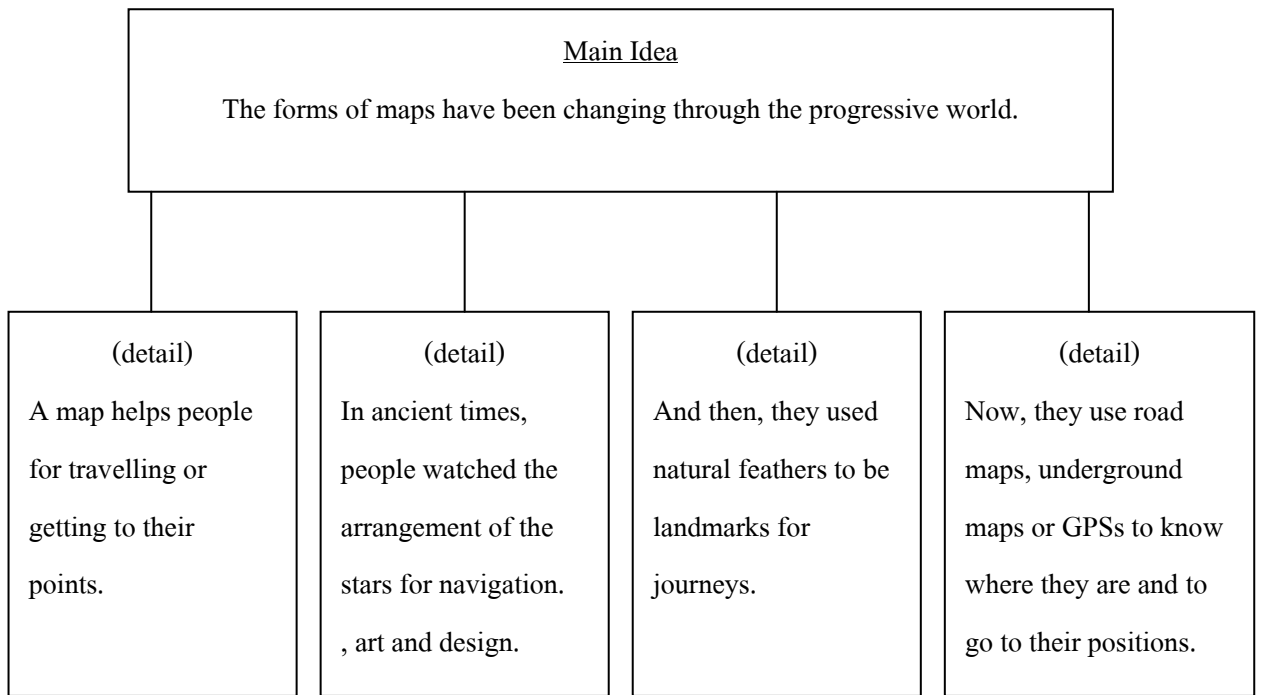 Main Idea
The forms of maps have been changing through the progressive world.
(detail)
A map helps people
for travelling or
getting to their
points.
(detail)
In ancient times,
people watched the
arrangement of the
stars for navigation.
, art and design.
(detail)
And then, they used
natural feathers to be
landmarks for
journeys.
(detail)
Now, they use road
maps, underground
maps or GPSs to know
where they are and to
go to their positions.